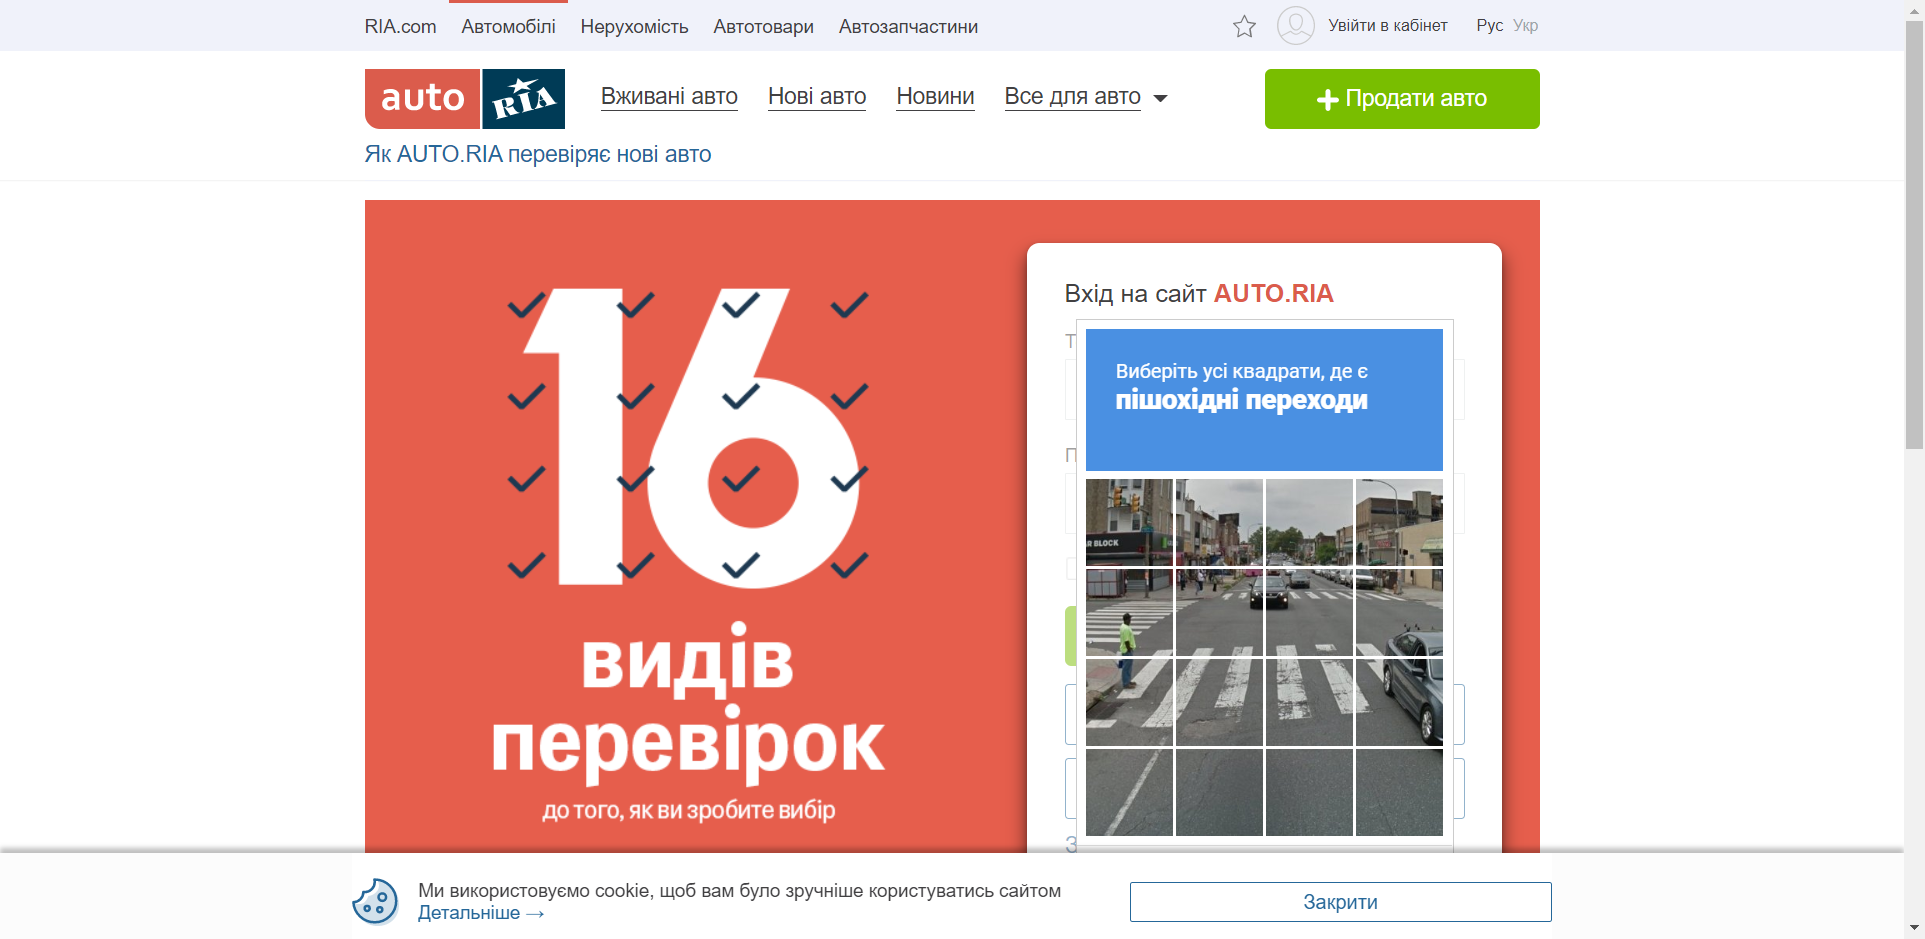 RIA.com Автомобілі Нерухомість Автотовари Автозапчастини Увійти в кабінет Рус Укр
auto RIA Вживані авто Нові авто Новини Все для авто Продати авто
Як AUTO.RIA перевіряє нові авто
16
видів
перевірок
до того, як ви зробите вибір
Вхід на сайт AUTO.RIA
Виберіть усі квадрати, де є
пішохідні переходи
BLOCK
Ми використовуємо cookie, щоб вам було зручніше користуватись сайтом
Детальніше →
Закрити